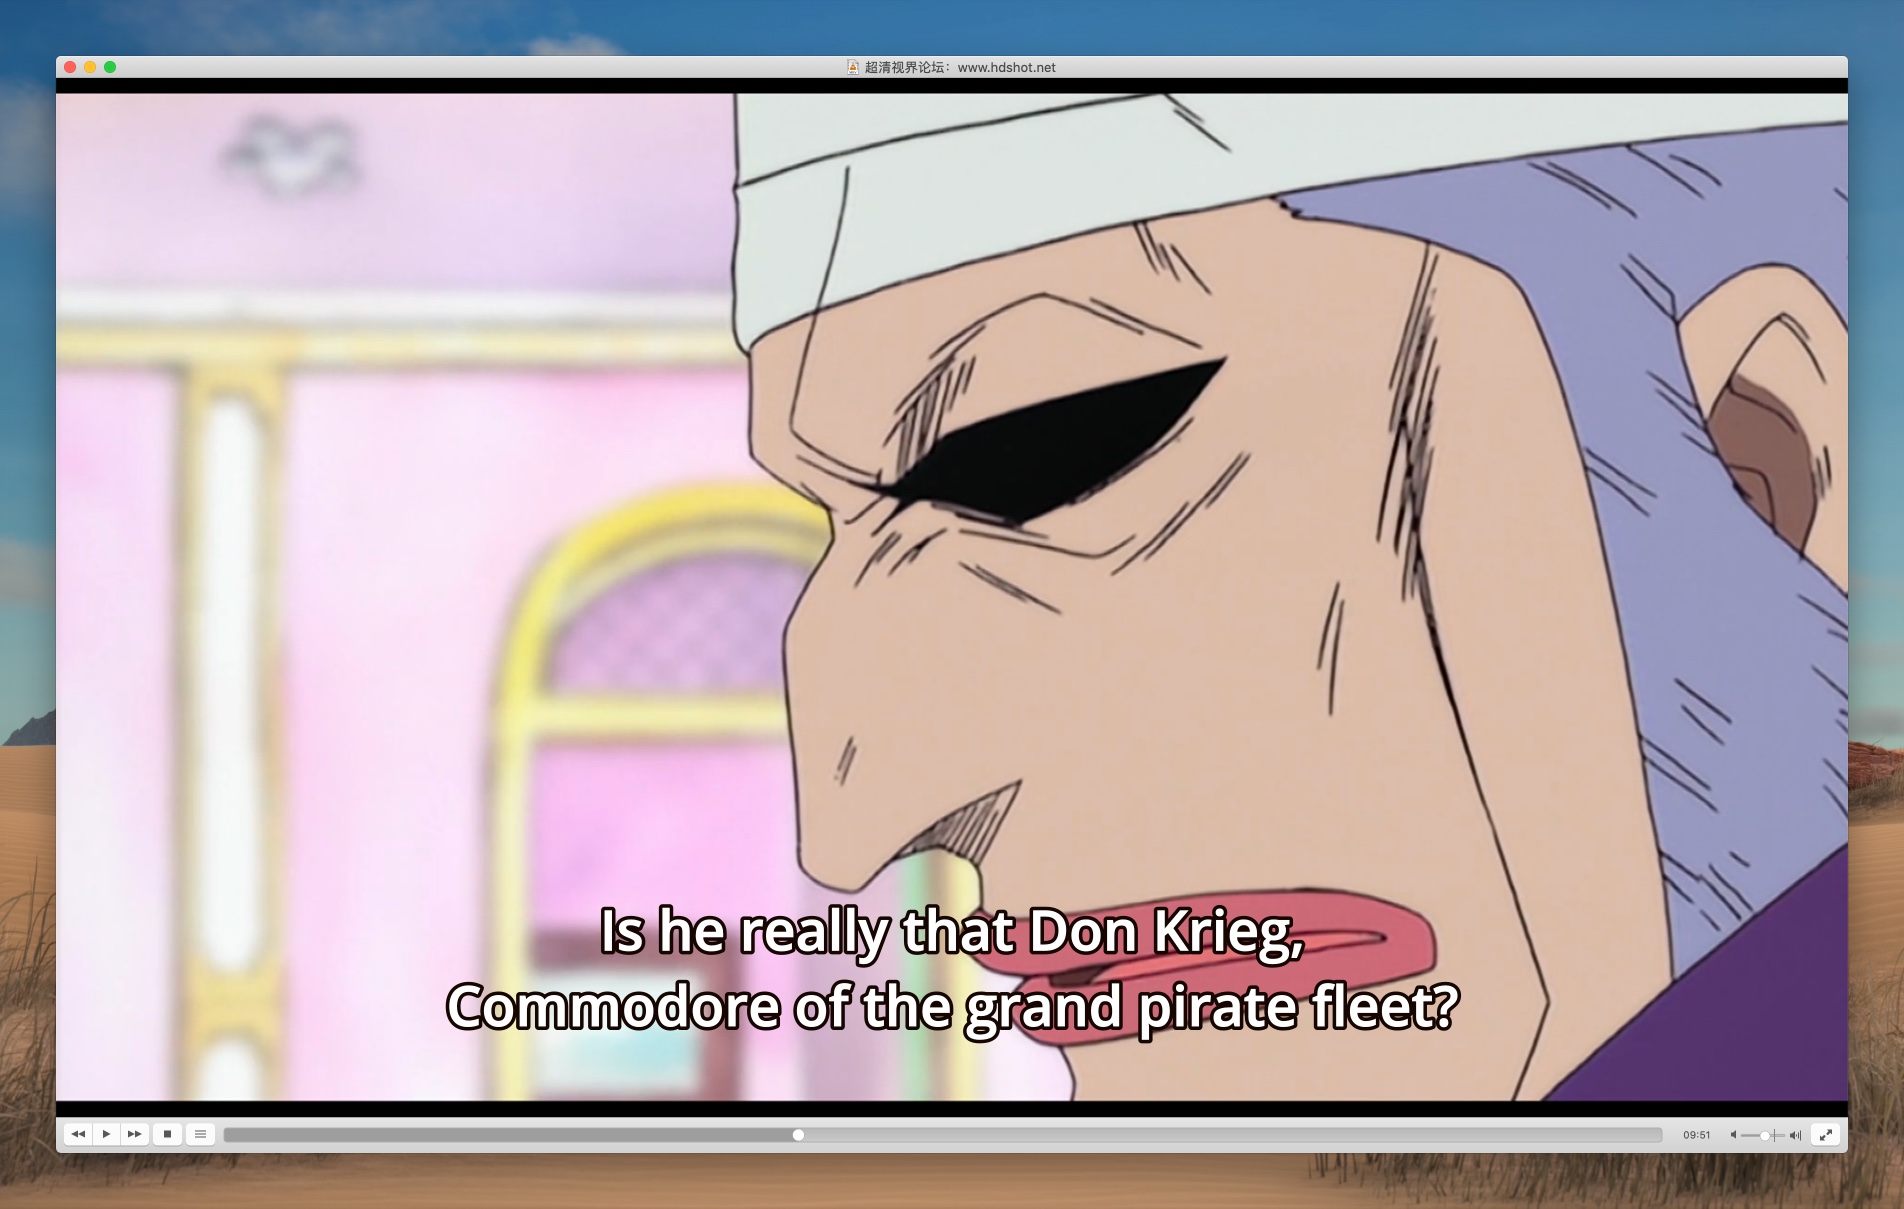 超清视界论坛：www.hdshot.net
Is he really that Don Krieg,
Commodore of the grand pirate fleet?
09:51